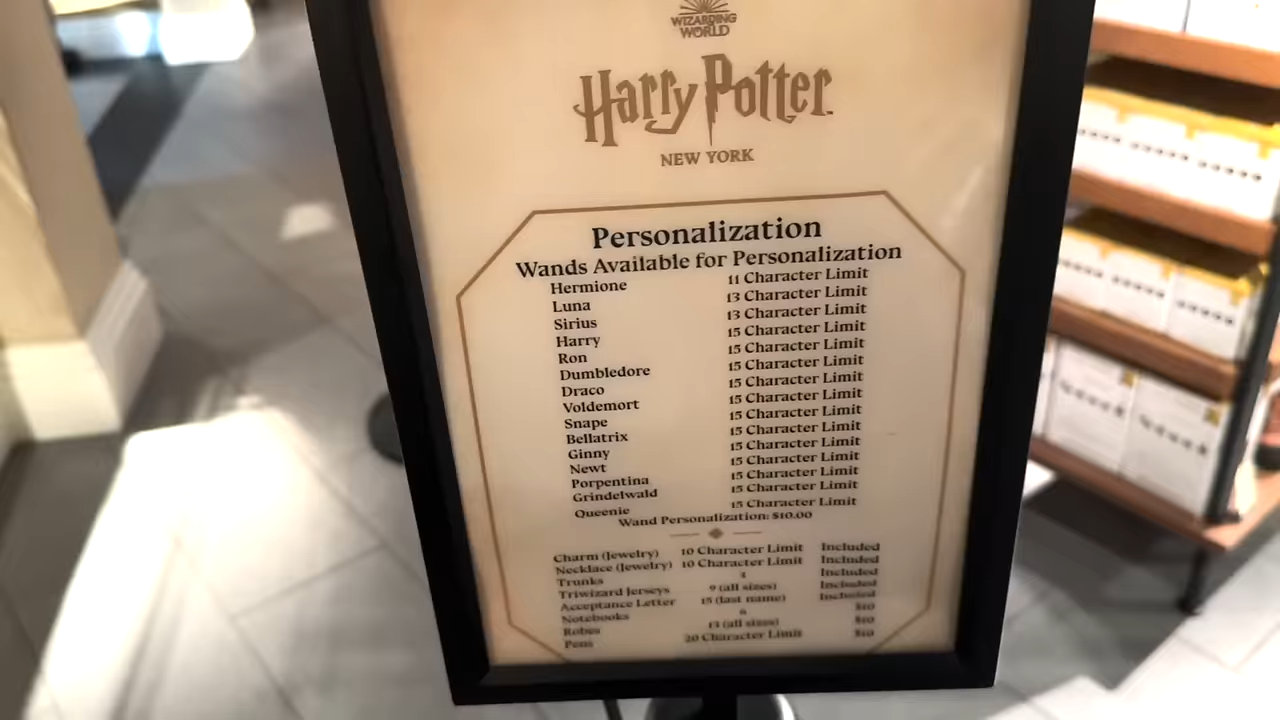 WIZARDING
WORLD
Harry Potter
NEW YORK
Personalization
Wands Available for Personalization
Hermione 11 Character Limit
Luna 13 Character Limit
Sirius 13 Character Limit
Harry 15 Character Limit
Ron 15 Character Limit
Dumbledore 15 Character Limit
Draco 15 Character Limit
Voldemort 15 Character Limit
Snape 15 Character Limit
Bellatrix 15 Character Limit
Ginny 15 Character Limit
Newt 15 Character Limit
Porpentina 15 Character Limit
Grindelwald 15 Character Limit
Queenie 15 Character Limit
Wand Personalization: $10.00
Charm (Jewelry) 10 Character Limit Included
Necklace (Jewelry) 10 Character Limit Included
Trunks 3 Included
Triwizard Jerseys 9 (all sizes) Included
Acceptance Letter 15 (last name) Included
Notebooks 6 $10
Robes 13 (all sizes) $10
Pens 20 Character Limit $10